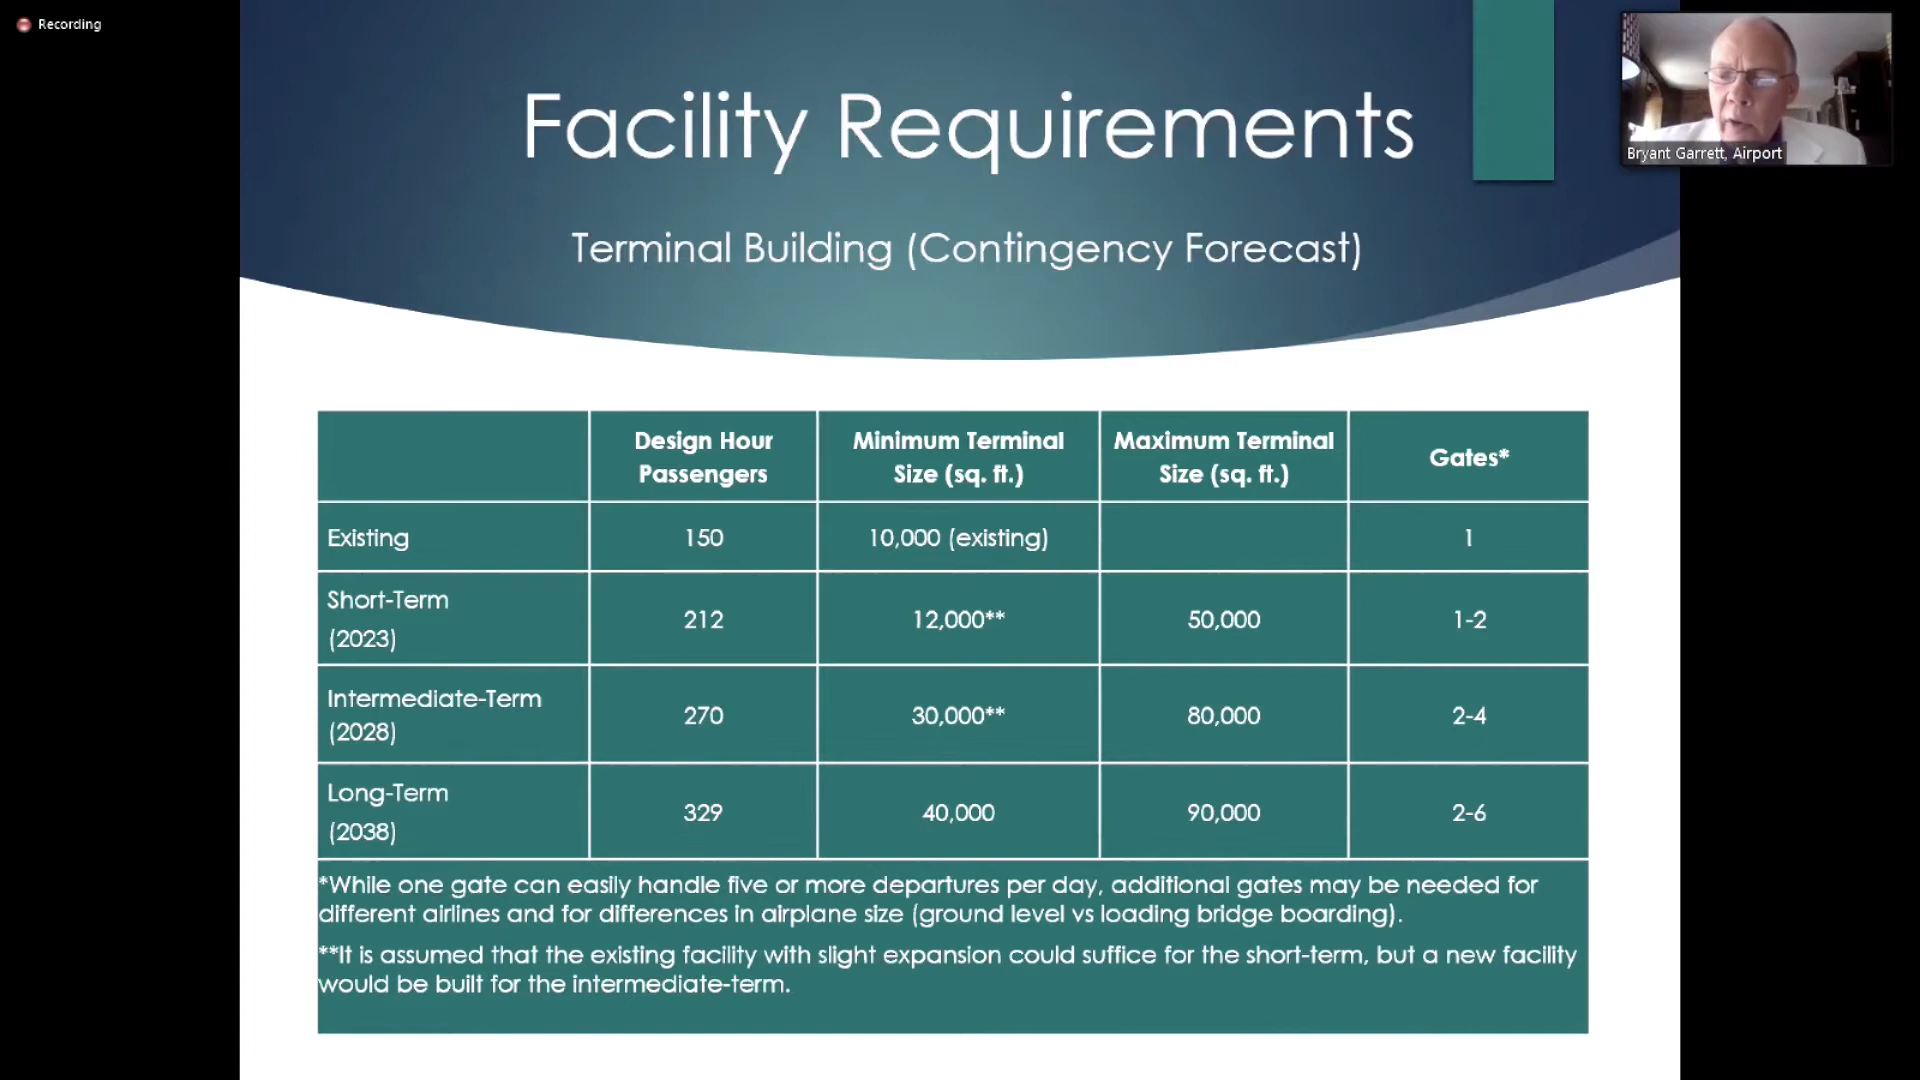 Recording
Facility Requirements
Terminal Building (Contingency Forecast)
Bryant Garrett, Airport
Design Hour
Passengers
Minimum Terminal
Size (sq. ft.)
Maximum Terminal
Size (sq. ft.)
Gates*
Existing
150
10,000 (existing)
1
Short-Term
(2023)
212
12,000**
50,000
1-2
Intermediate-Term
(2028)
270
30,000**
80,000
2-4
Long-Term
(2038)
329
40,000
90,000
2-6
*While one gate can easily handle five or more departures per day, additional gates may be needed for
different airlines and for differences in airplane size (ground level vs loading bridge boarding).
**It is assumed that the existing facility with slight expansion could suffice for the short-term, but a new facility
would be built for the intermediate-term.